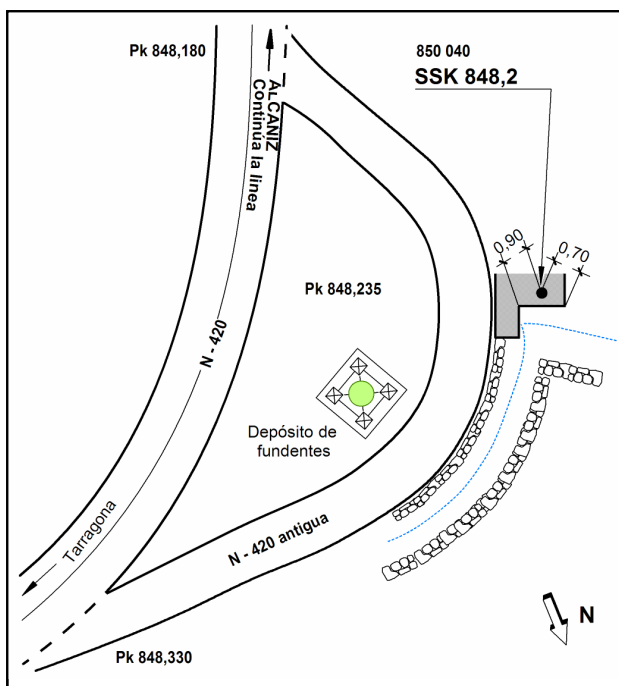 Pk 848,180
850 040
SSK 848,2
ALCANIZ
Continúa la linea
0,90
0,70
Pk 848,235
N - 420
Depósito de
fundentes
Tarragona
N - 420 antigua
N
Pk 848,330